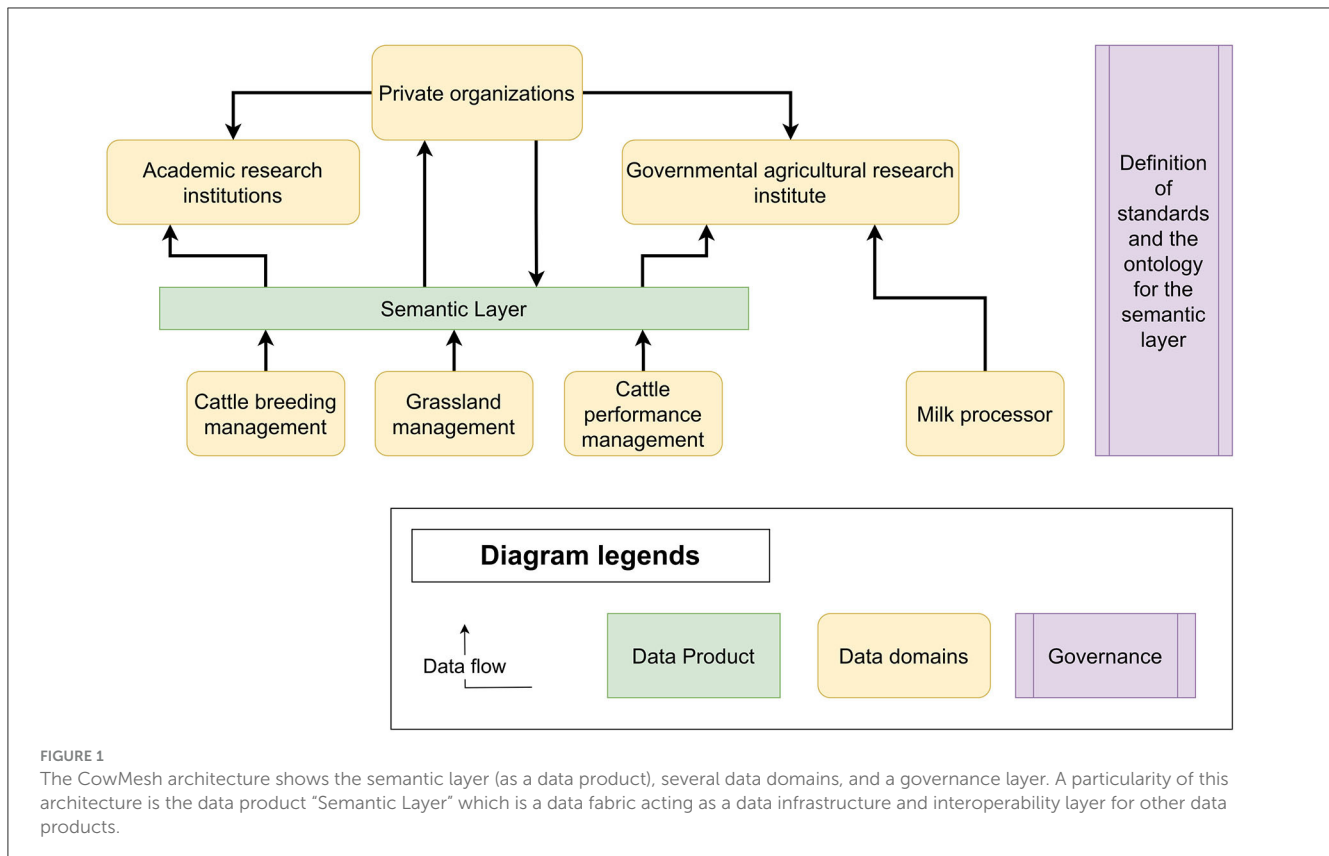 Private organizations
Academic research
institutions
Governmental agricultural research
institute
Definition
of
standards
and the
ontology
for the
semantic
layer
Semantic Layer
Cattle breeding
management
Grassland
management
Cattle
performance
management
Milk processor
Diagram legends
Data flow
Data Product
Data domains
Governance
FIGURE 1
The CowMesh architecture shows the semantic layer (as a data product), several data domains, and a governance layer. A particularity of this
architecture is the data product “Semantic Layer” which is a data fabric acting as a data infrastructure and interoperability layer for other data
products.